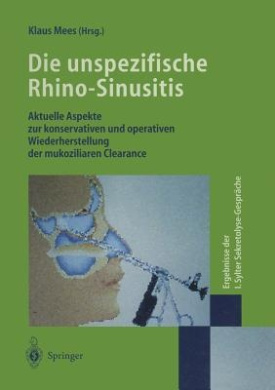 Klaus Mees (Hrsg.)
Die unspezifische
Rhino-Sinusitis
Aktuelle Aspekte
zur konservativen und operativen
Wiederherstellung
der mukoziliaren Clearance
Ergebnisse der
I. Sylter Sekretolyse-Gespräche
Springer